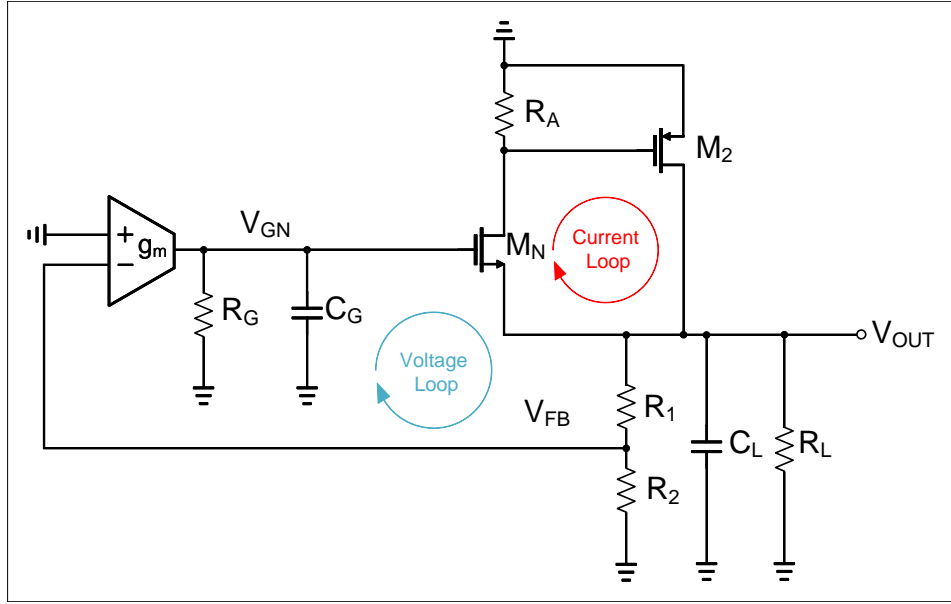 R_A
M_2
V_GN
+
g_m
−
M_N
Current
Loop
R_G
C_G
Voltage
Loop
V_OUT
V_FB
R_1
C_L
R_L
R_2